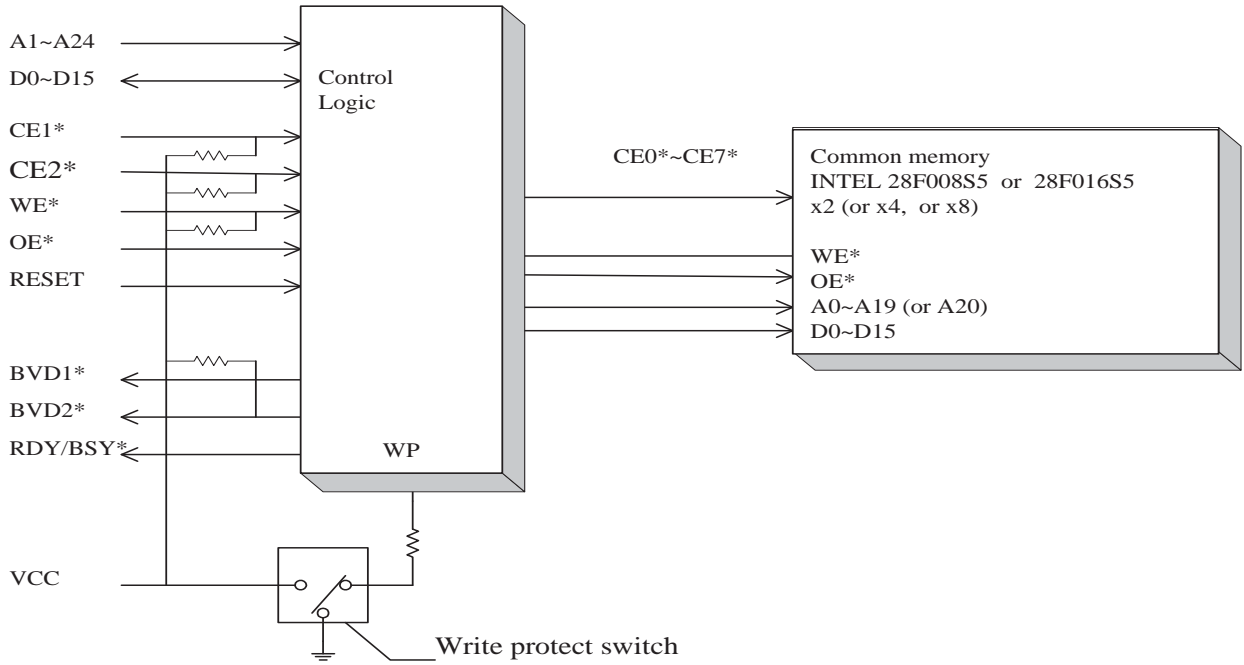 A1~A24
D0~D15
CE1*
CE2*
WE*
OE*
RESET
BVD1*
BVD2*
RDY/BSY*
VCC
Control
Logic
WP
Write protect switch
CE0*~CE7*
Common memory
INTEL 28F008S5 or 28F016S5
x2 (or x4, or x8)
WE*
OE*
A0~A19 (or A20)
D0~D15